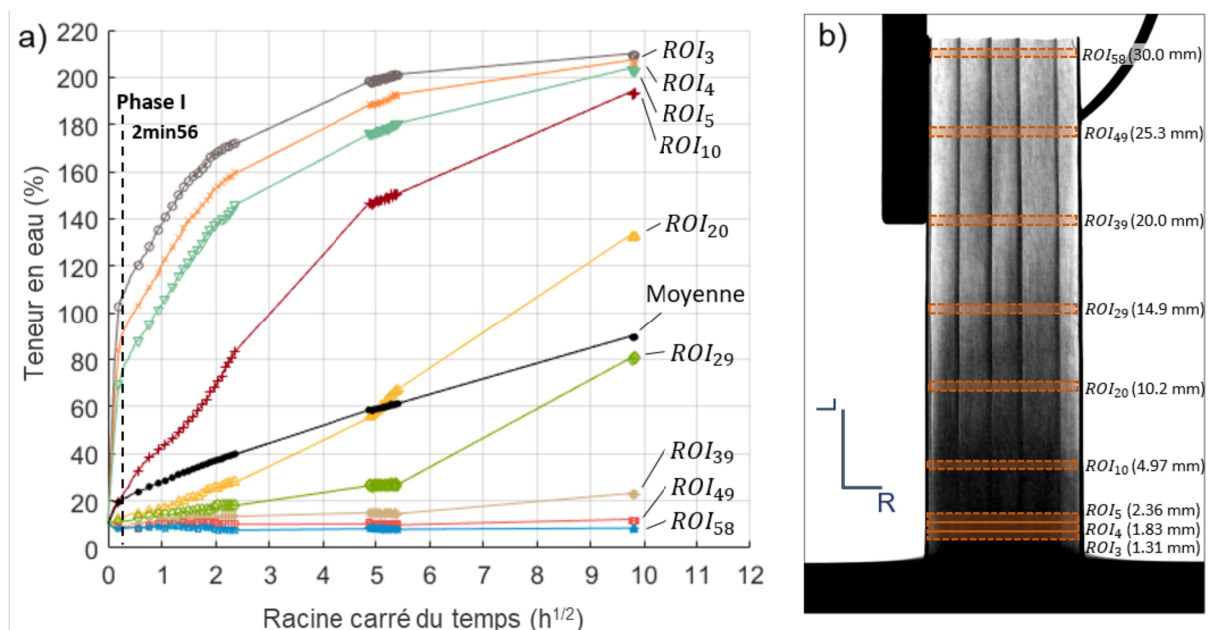 a)
220
200
180
160
140
120
100
80
60
40
20
0
Teneur en eau (%)
Phase I
2min56
ROI3
ROI4
ROI5
ROI10
ROI20
Moyenne
ROI29
ROI39
ROI49
ROI58
0 1 2 3 4 5 6 7 8 9 10 11 12
Racine carré du temps (h1/2)
b)
ROI58 (30.0 mm)
ROI49 (25.3 mm)
ROI39 (20.0 mm)
ROI29 (14.9 mm)
ROI20 (10.2 mm)
ROI10 (4.97 mm)
ROI5 (2.36 mm)
ROI4 (1.83 mm)
ROI3 (1.31 mm)
L
R